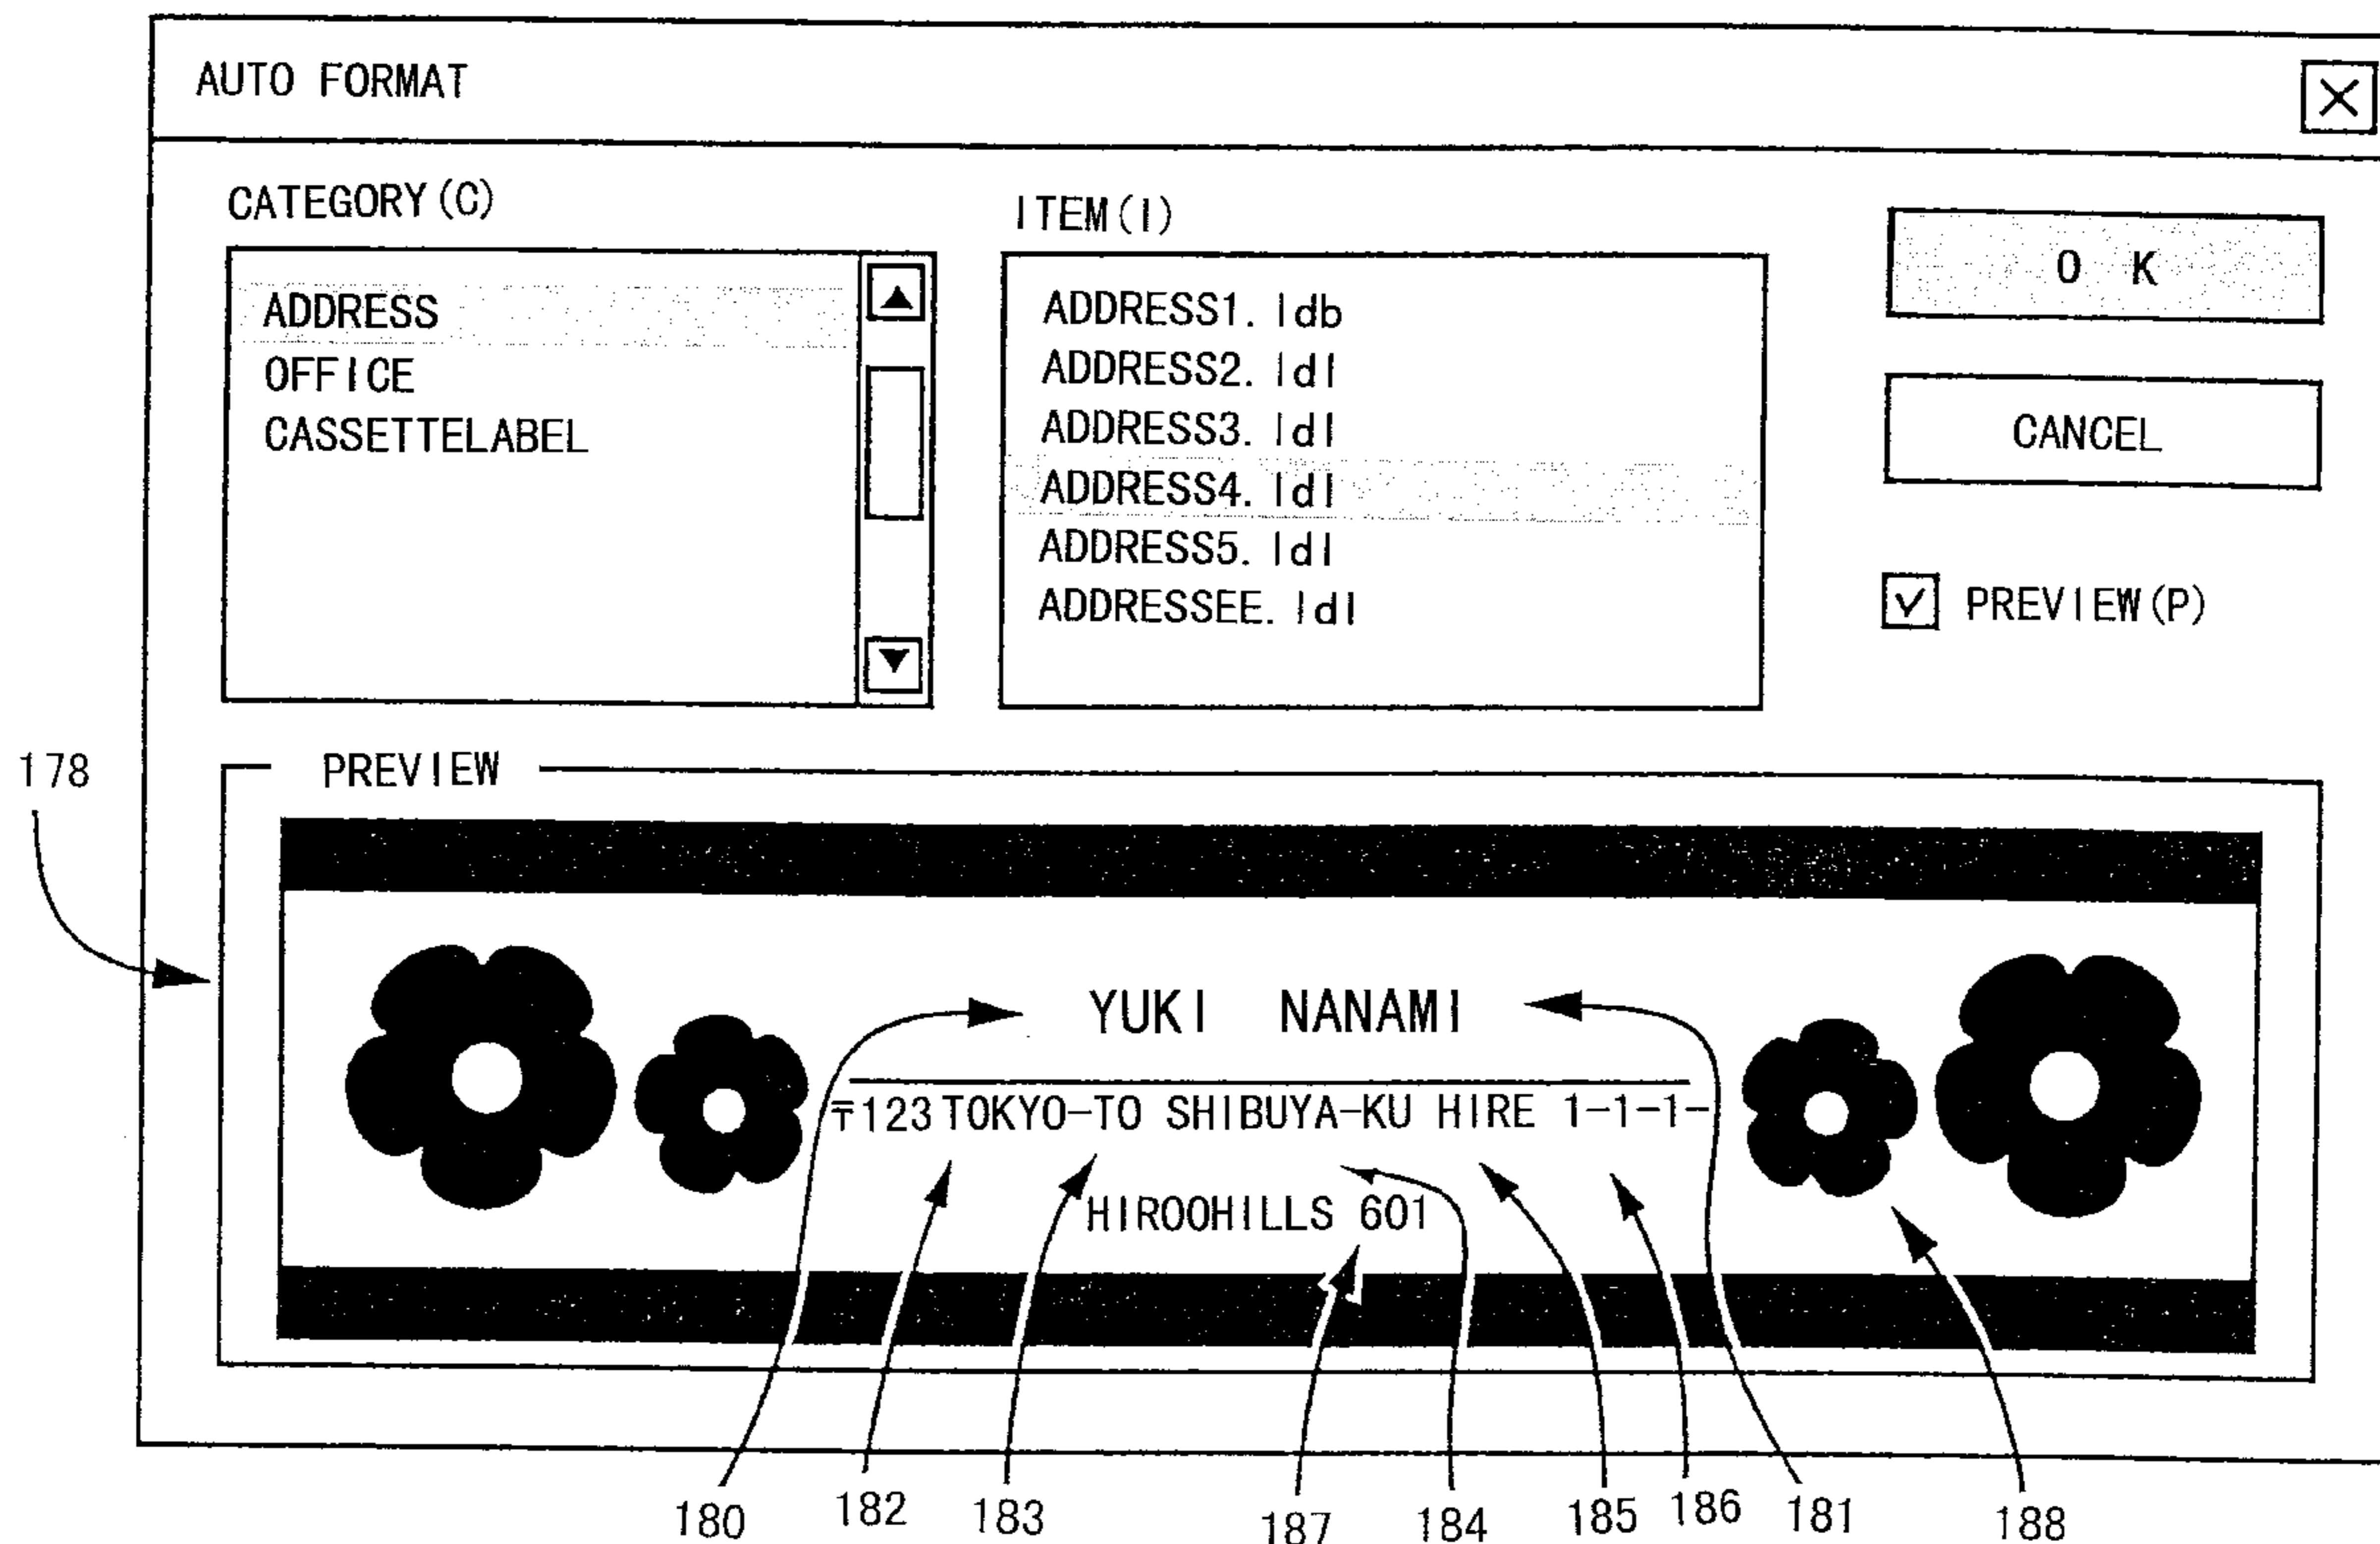 AUTO FORMAT
CATEGORY(C)
ITEM(I)
ADDRESS
OFFICE
CASSETTELABEL
ADDRESS1. ldb
ADDRESS2. ldl
ADDRESS3. ldl
ADDRESS4. ldl
ADDRESS5. ldl
ADDRESSEE. ldl
O K
CANCEL
PREVIEW(P)
178
PREVIEW
YUKI NANAMI
〒123 TOKYO-TO SHIBUYA-KU HIRE 1-1-1-
HIROOHILLS 601
180
182
183
187
184
185
186
181
188